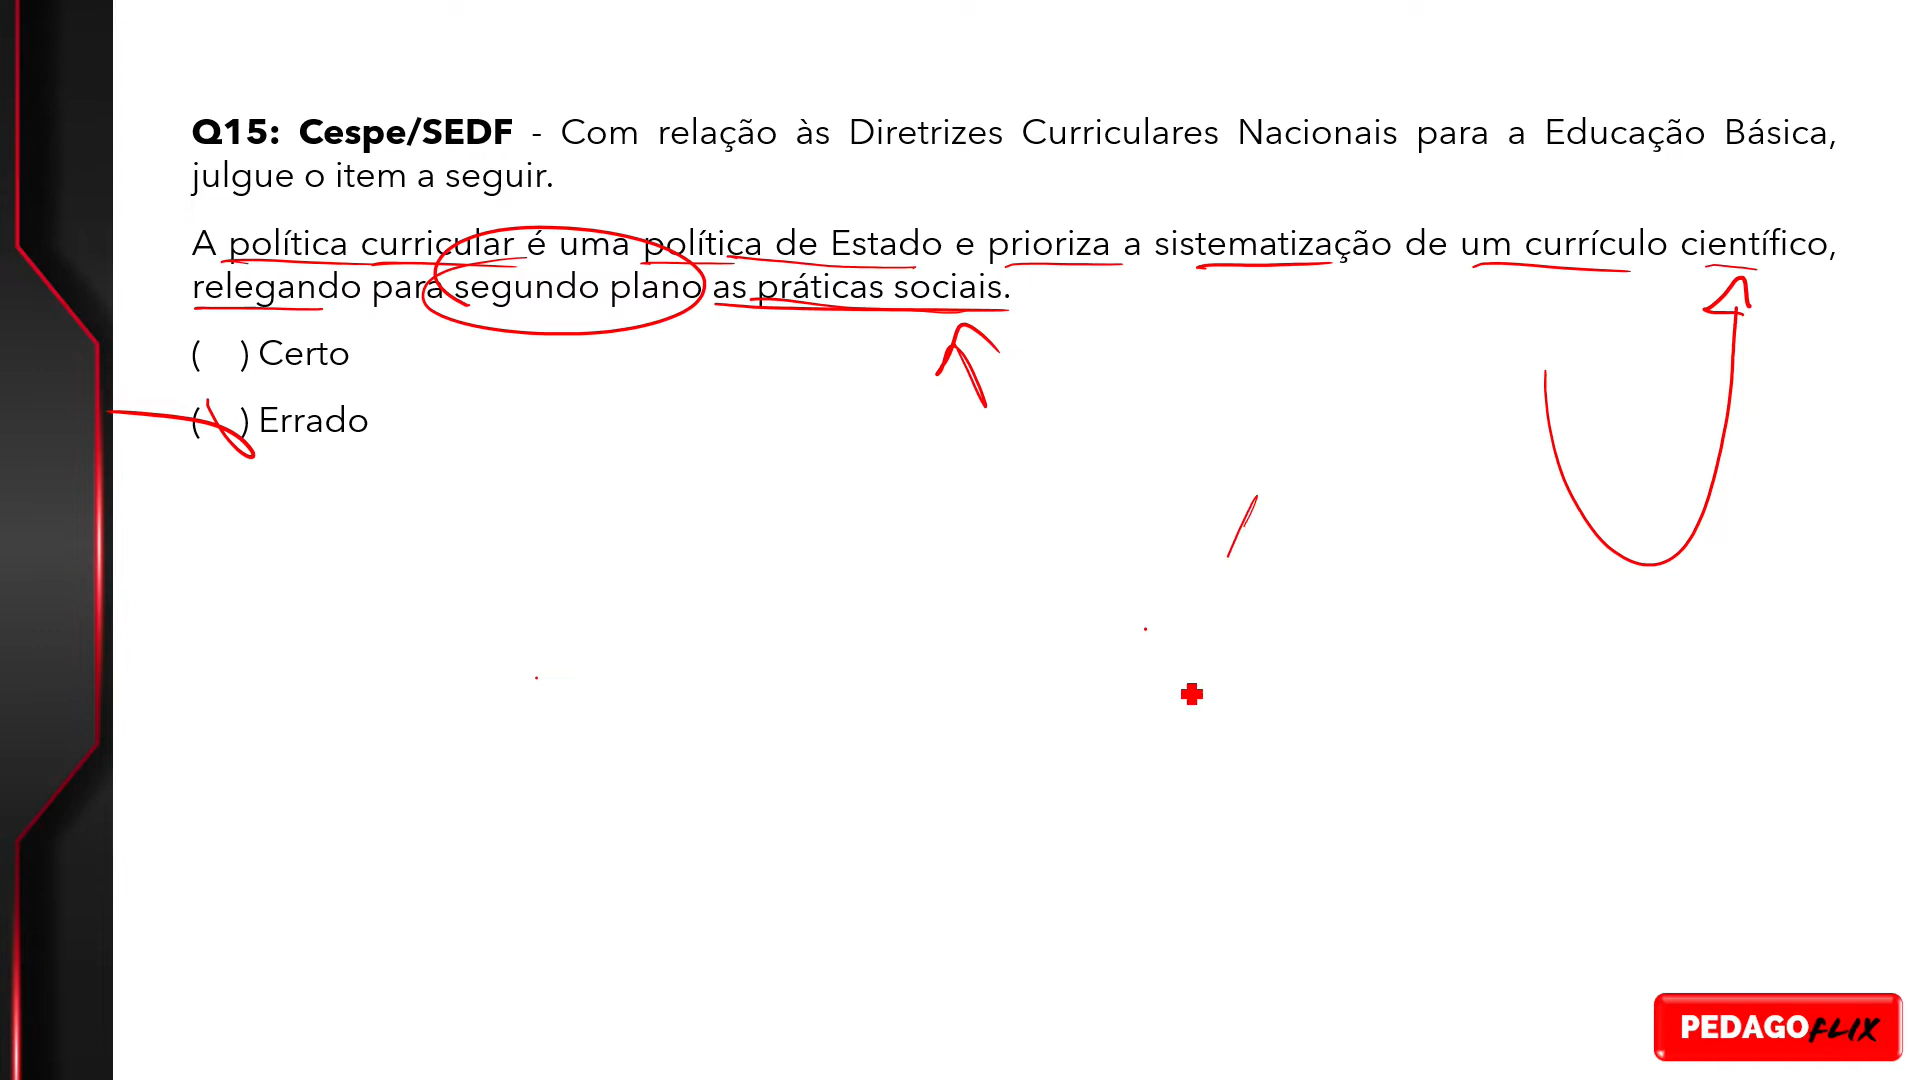 Q15: Cespe/SEDF - Com relação às Diretrizes Curriculares Nacionais para a Educação Básica,
julgue o item a seguir.
A política curricular é uma política de Estado e prioriza a sistematização de um currículo científico,
relegando para segundo plano as práticas sociais.
( ) Certo
( ) Errado
PEDAGOFLIX